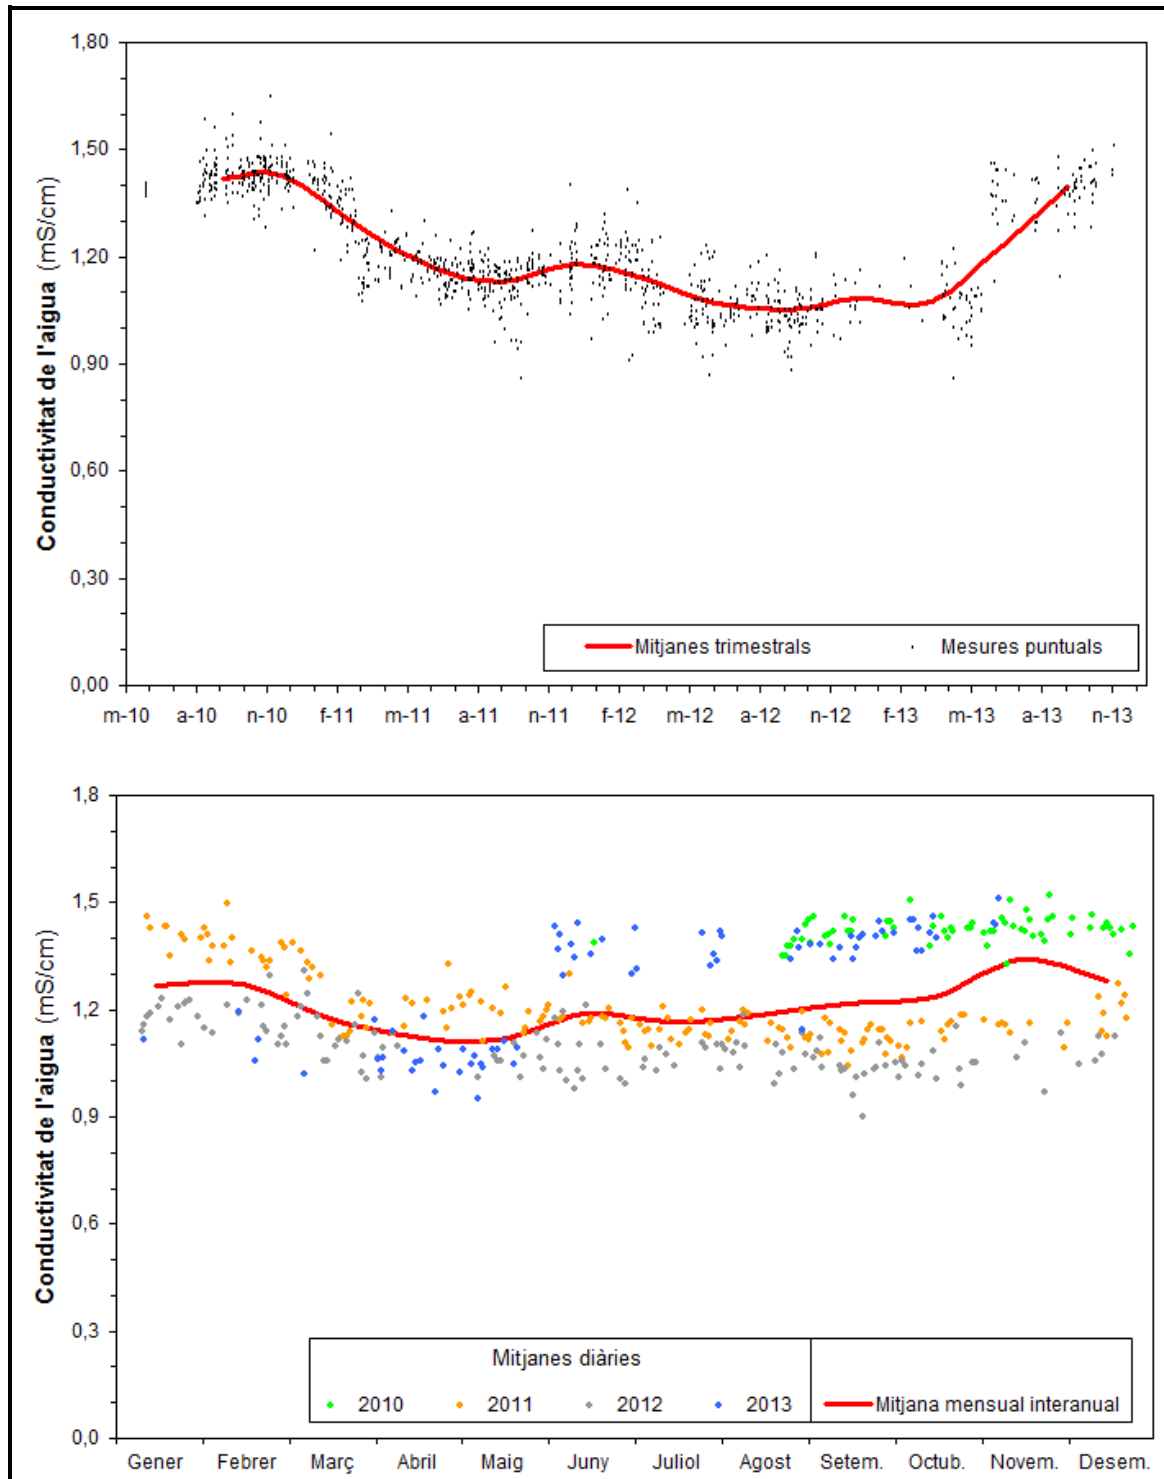 Conductivitat de l'aigua (mS/cm)
1,80
1,50
1,20
0,90
0,60
0,30
0,00
Mitjanes trimestrals Mesures puntuals
m-10 a-10 n-10 f-11 m-11 a-11 n-11 f-12 m-12 a-12 n-12 f-13 m-13 a-13 n-13
Conductivitat de l'aigua (mS/cm)
1,8
1,5
1,2
0,9
0,6
0,3
0,0
Mitjanes diàries
2010 2011 2012 2013 Mitjana mensual interanual
Gener Febrer Març Abril Maig Juny Juliol Agost Setem. Octub. Novem. Desem.